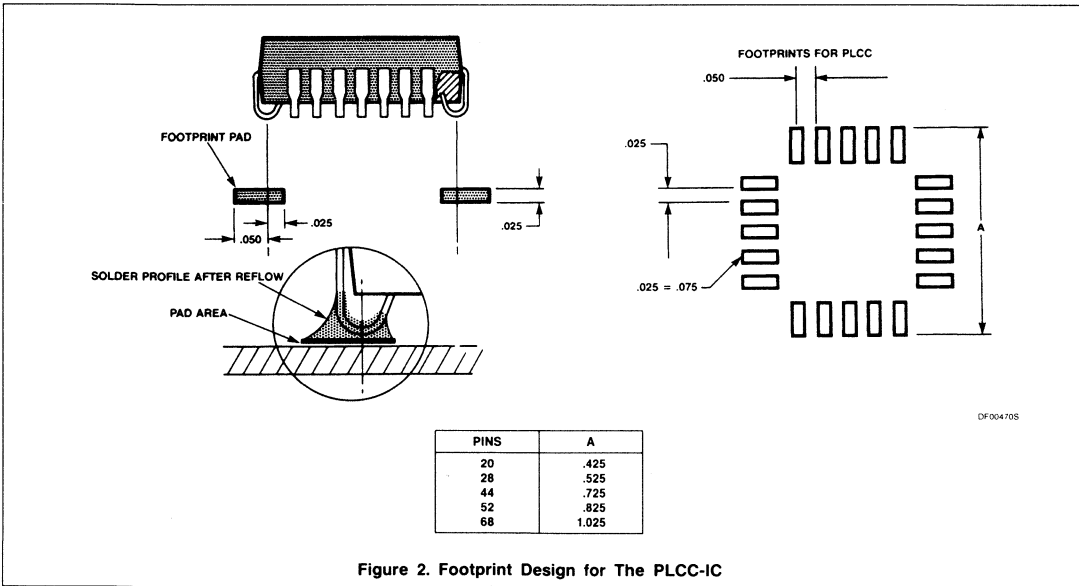 FOOTPRINTS FOR PLCC
.050
FOOTPRINT PAD
.025
.025
.025
.050
A
SOLDER PROFILE AFTER REFLOW
.025 = .075
PAD AREA
DF00470S
PINS A
20 .425
28 .525
44 .725
52 .825
68 1.025
Figure 2. Footprint Design for The PLCC-IC